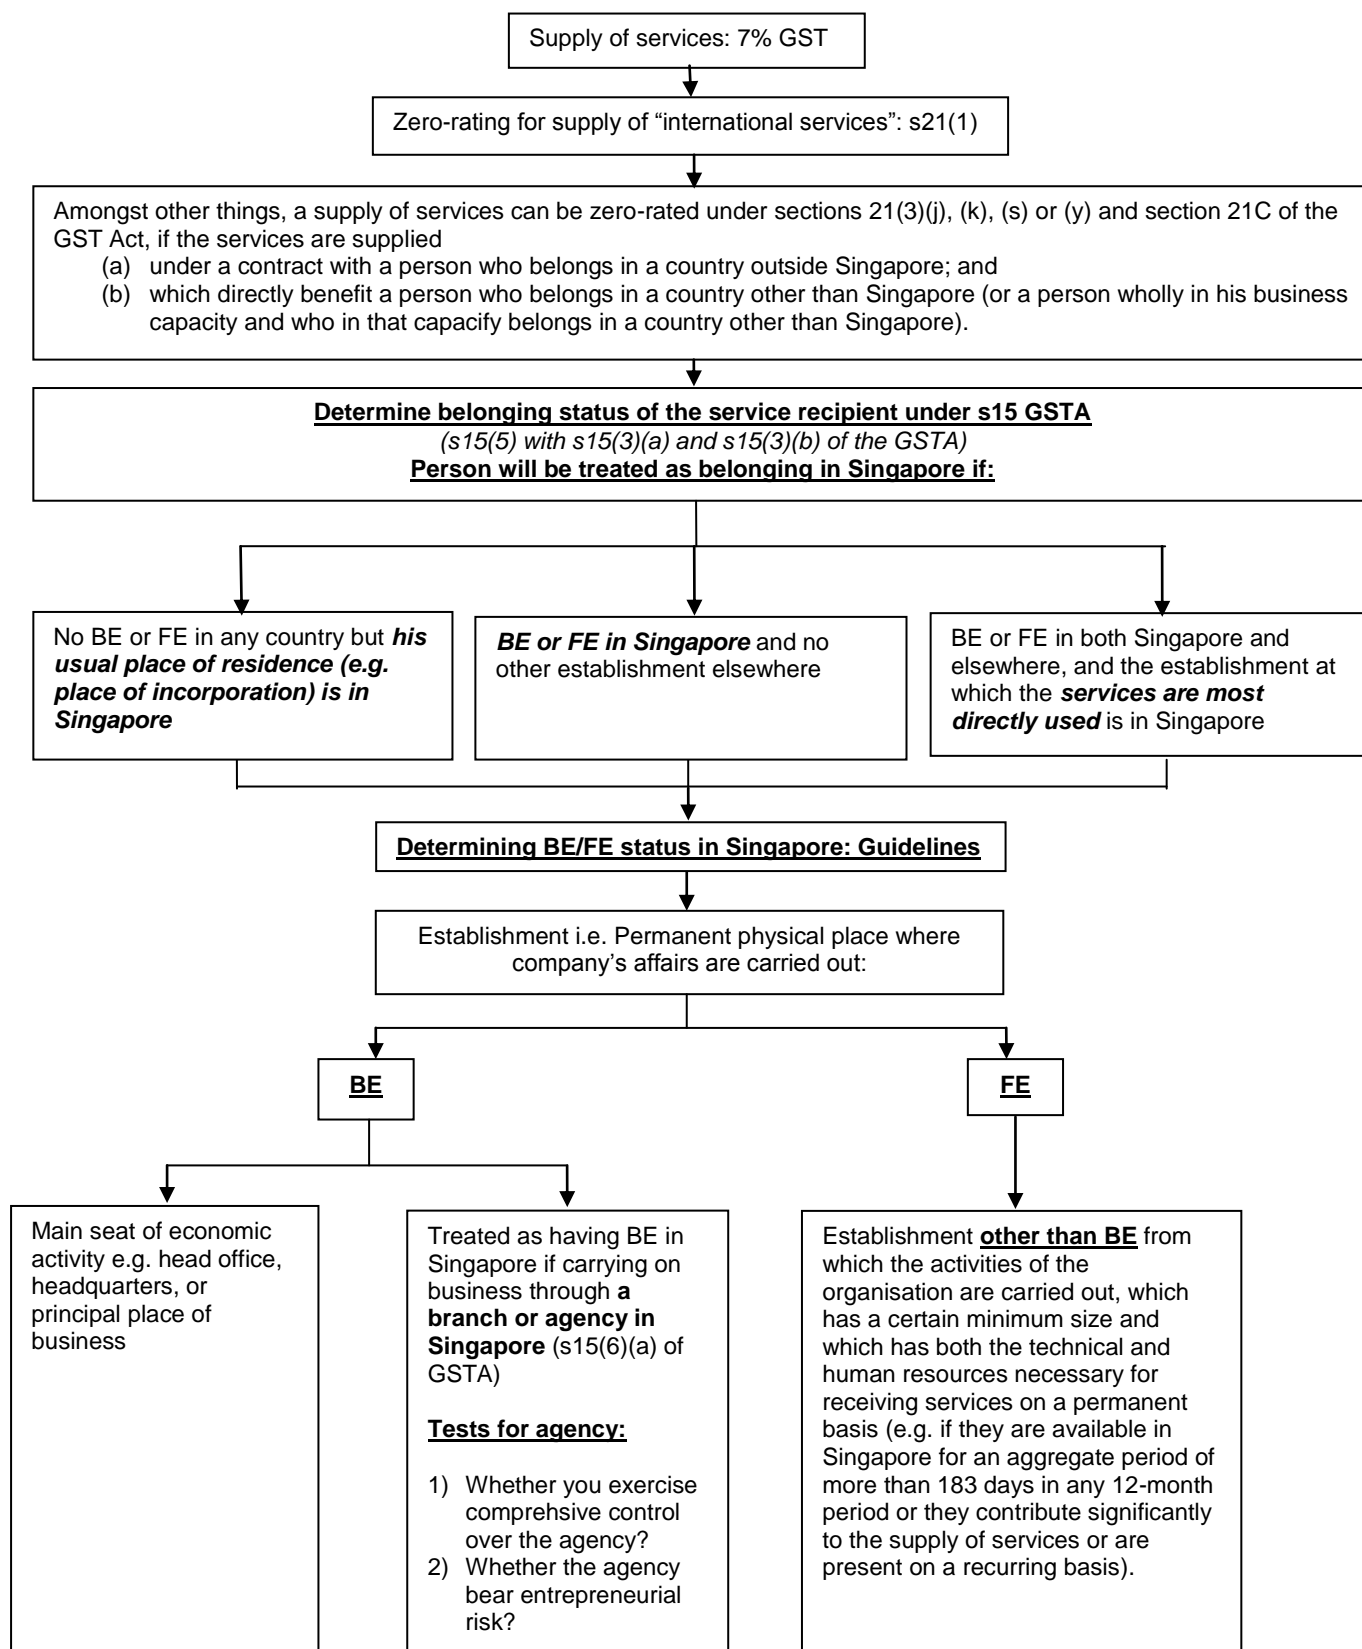 Supply of services: 7% GST
Zero-rating for supply of “international services”: s21(1)
Amongst other things, a supply of services can be zero-rated under sections 21(3)(j), (k), (s) or (y) and section 21C of the
GST Act, if the services are supplied
(a) under a contract with a person who belongs in a country outside Singapore; and
(b) which directly benefit a person who belongs in a country other than Singapore (or a person wholly in his business
capacity and who in that capacify belongs in a country other than Singapore).
Determine belonging status of the service recipient under s15 GSTA
(s15(5) with s15(3)(a) and s15(3)(b) of the GSTA)
Person will be treated as belonging in Singapore if:
No BE or FE in any country but his
usual place of residence (e.g.
place of incorporation) is in
Singapore
BE or FE in Singapore and no
other establishment elsewhere
BE or FE in both Singapore and
elsewhere, and the establishment at
which the services are most
directly used is in Singapore
Determining BE/FE status in Singapore: Guidelines
Establishment i.e. Permanent physical place where
company’s affairs are carried out:
BE
FE
Main seat of economic
activity e.g. head office,
headquarters, or
principal place of
business
Treated as having BE in
Singapore if carrying on
business through a
branch or agency in
Singapore (s15(6)(a) of
GSTA)
Tests for agency:
1) Whether you exercise
comprehsive control
over the agency?
2) Whether the agency
bear entrepreneurial
risk?
Establishment other than BE from
which the activities of the
organisation are carried out, which
has a certain minimum size and
which has both the technical and
human resources necessary for
receiving services on a permanent
basis (e.g. if they are available in
Singapore for an aggregate period of
more than 183 days in any 12-month
period or they contribute significantly
to the supply of services or are
present on a recurring basis).